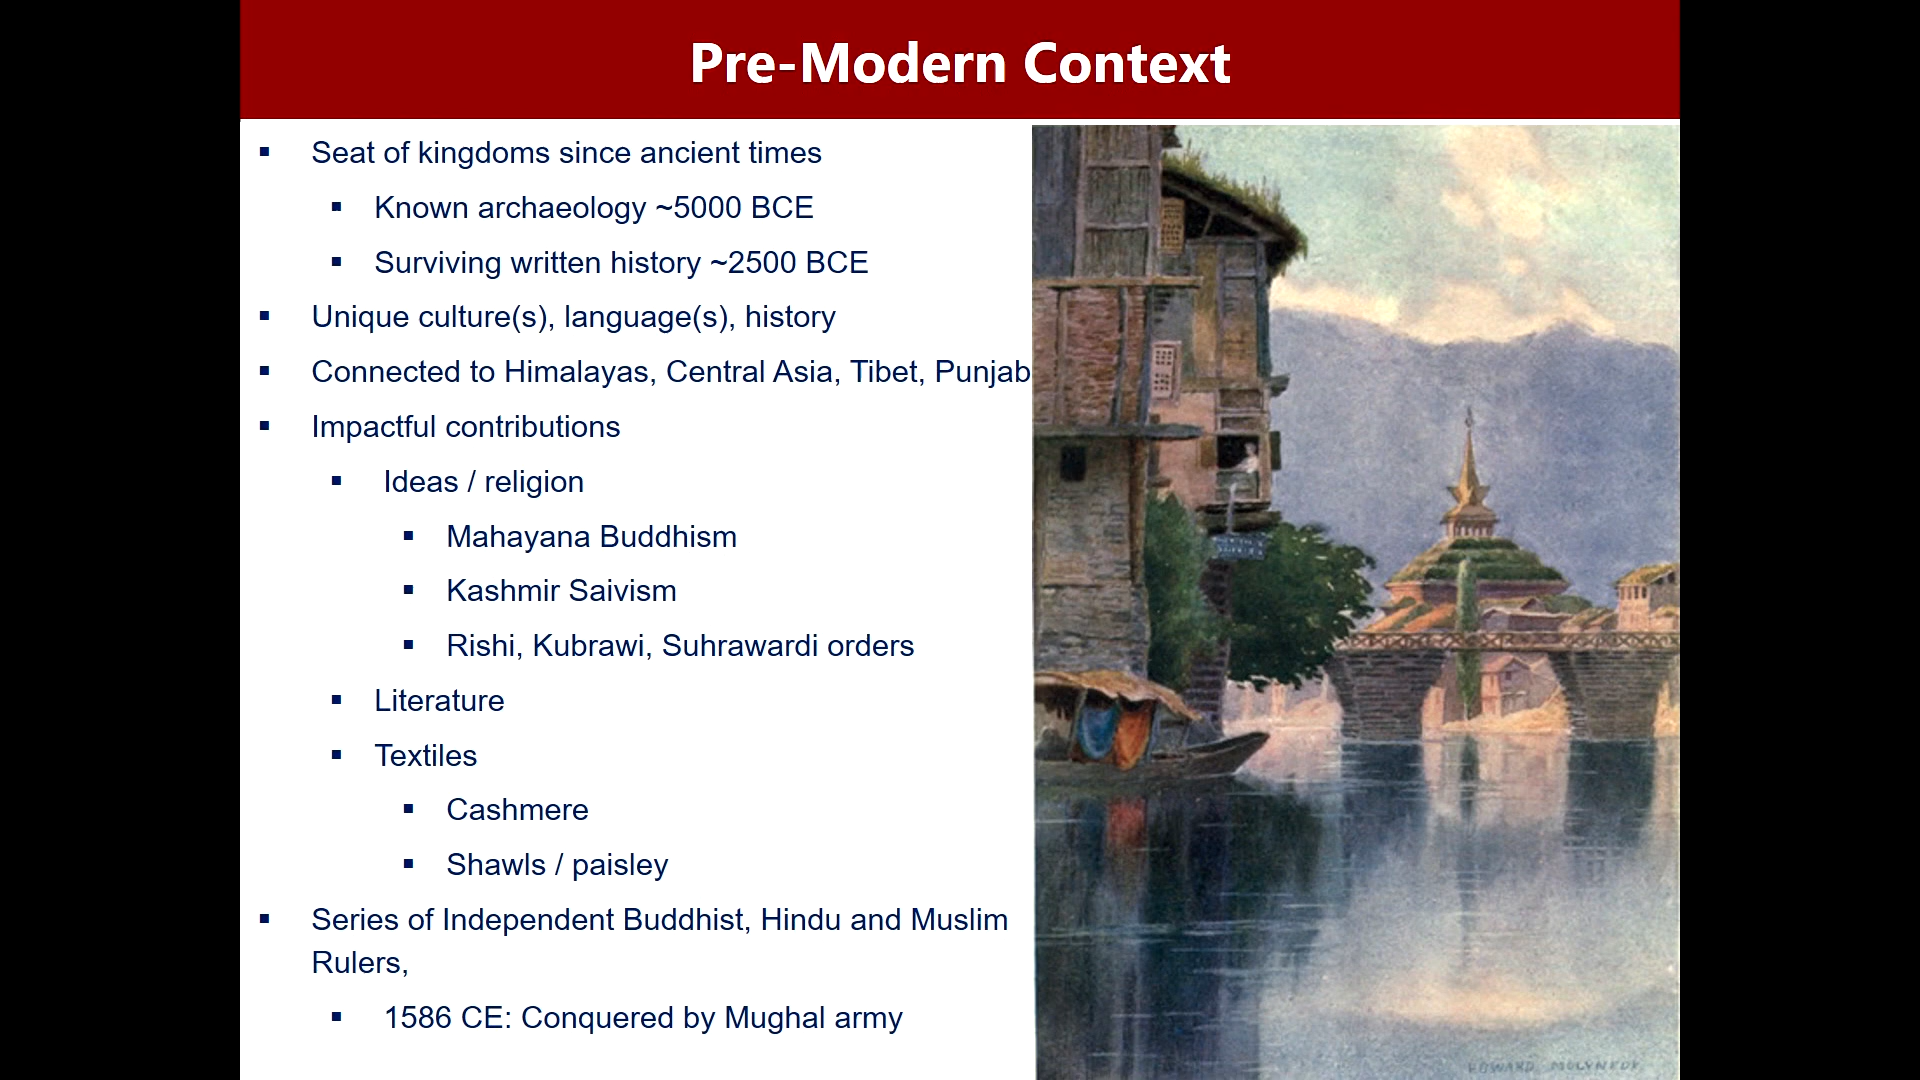 Pre-Modern Context
▪ Seat of kingdoms since ancient times
▪ Known archaeology ~5000 BCE
▪ Surviving written history ~2500 BCE
▪ Unique culture(s), language(s), history
▪ Connected to Himalayas, Central Asia, Tibet, Punjab
▪ Impactful contributions
▪ Ideas / religion
▪ Mahayana Buddhism
▪ Kashmir Saivism
▪ Rishi, Kubrawi, Suhrawardi orders
▪ Literature
▪ Textiles
▪ Cashmere
▪ Shawls / paisley
▪ Series of Independent Buddhist, Hindu and Muslim
Rulers,
▪ 1586 CE: Conquered by Mughal army
EDWARD MOLYNEUX